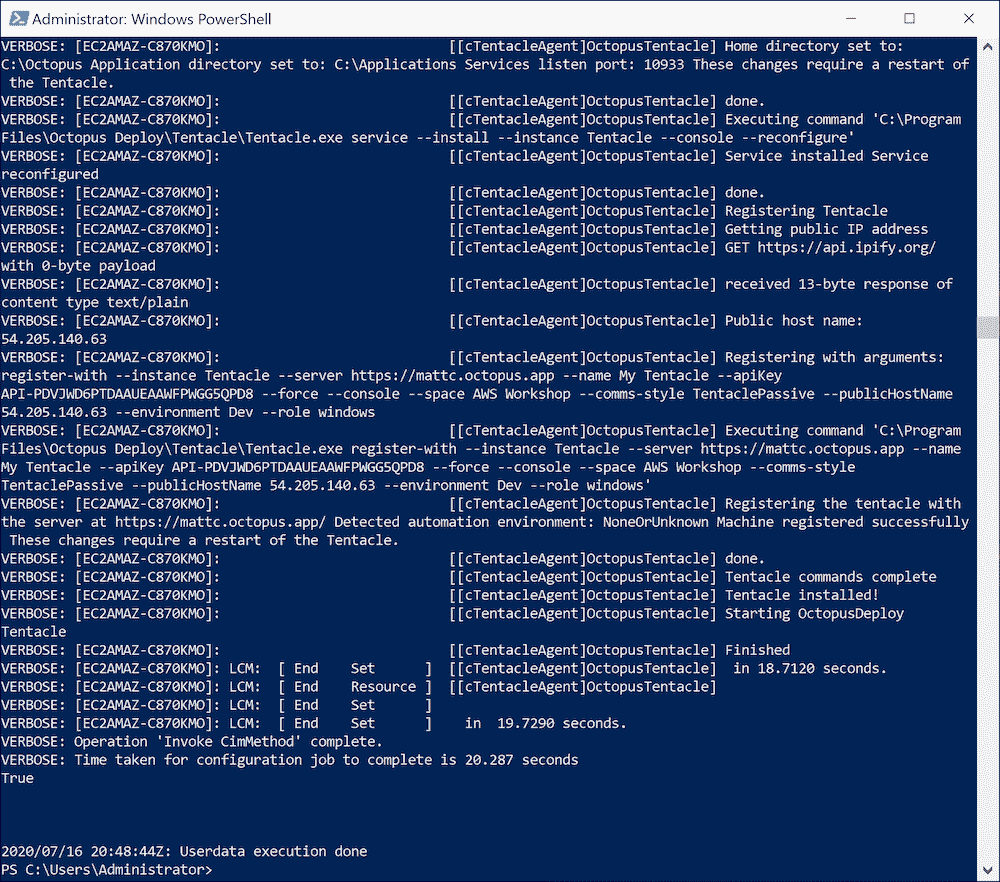 Administrator: Windows PowerShell
VERBOSE: [EC2AMAZ-C870KMO]: [[cTentacleAgent]OctopusTentacle] Home directory set to:
C:\Octopus Application directory set to: C:\Applications Services listen port: 10933 These changes require a restart of
the Tentacle.
VERBOSE: [EC2AMAZ-C870KMO]: [[cTentacleAgent]OctopusTentacle] done.
VERBOSE: [EC2AMAZ-C870KMO]: [[cTentacleAgent]OctopusTentacle] Executing command 'C:\Program
Files\Octopus Deploy\Tentacle\Tentacle.exe service --install --instance Tentacle --console --reconfigure'
VERBOSE: [EC2AMAZ-C870KMO]: [[cTentacleAgent]OctopusTentacle] Service installed Service
reconfigured
VERBOSE: [EC2AMAZ-C870KMO]: [[cTentacleAgent]OctopusTentacle] done.
VERBOSE: [EC2AMAZ-C870KMO]: [[cTentacleAgent]OctopusTentacle] Registering Tentacle
VERBOSE: [EC2AMAZ-C870KMO]: [[cTentacleAgent]OctopusTentacle] Getting public IP address
VERBOSE: [EC2AMAZ-C870KMO]: [[cTentacleAgent]OctopusTentacle] GET https://api.ipify.org/
with 0-byte payload
VERBOSE: [EC2AMAZ-C870KMO]: [[cTentacleAgent]OctopusTentacle] received 13-byte response of
content type text/plain
VERBOSE: [EC2AMAZ-C870KMO]: [[cTentacleAgent]OctopusTentacle] Public host name:
54.205.140.63
VERBOSE: [EC2AMAZ-C870KMO]: [[cTentacleAgent]OctopusTentacle] Registering with arguments:
register-with --instance Tentacle --server https://mattc.octopus.app --name My Tentacle --apiKey
API-PDVJWD6PTDAAUEAAWFPWGG5QPD8 --force --console --space AWS Workshop --comms-style TentaclePassive --publicHostName
54.205.140.63 --environment Dev --role windows
VERBOSE: [EC2AMAZ-C870KMO]: [[cTentacleAgent]OctopusTentacle] Executing command 'C:\Program
Files\Octopus Deploy\Tentacle\Tentacle.exe register-with --instance Tentacle --server https://mattc.octopus.app --name
My Tentacle --apiKey API-PDVJWD6PTDAAUEAAWFPWGG5QPD8 --force --console --space AWS Workshop --comms-style
TentaclePassive --publicHostName 54.205.140.63 --environment Dev --role windows'
VERBOSE: [EC2AMAZ-C870KMO]: [[cTentacleAgent]OctopusTentacle] Registering the tentacle with
the server at https://mattc.octopus.app/ Detected automation environment: NoneOrUnknown Machine registered successfully
These changes require a restart of the Tentacle.
VERBOSE: [EC2AMAZ-C870KMO]: [[cTentacleAgent]OctopusTentacle] done.
VERBOSE: [EC2AMAZ-C870KMO]: [[cTentacleAgent]OctopusTentacle] Tentacle commands complete
VERBOSE: [EC2AMAZ-C870KMO]: [[cTentacleAgent]OctopusTentacle] Tentacle installed!
VERBOSE: [EC2AMAZ-C870KMO]: [[cTentacleAgent]OctopusTentacle] Starting OctopusDeploy
Tentacle
VERBOSE: [EC2AMAZ-C870KMO]: [[cTentacleAgent]OctopusTentacle] Finished
VERBOSE: [EC2AMAZ-C870KMO]: LCM: [ End Set ] [[cTentacleAgent]OctopusTentacle] in 18.7120 seconds.
VERBOSE: [EC2AMAZ-C870KMO]: LCM: [ End Resource ] [[cTentacleAgent]OctopusTentacle]
VERBOSE: [EC2AMAZ-C870KMO]: LCM: [ End Set ]
VERBOSE: [EC2AMAZ-C870KMO]: LCM: [ End Set ] in 19.7290 seconds.
VERBOSE: Operation 'Invoke CimMethod' complete.
VERBOSE: Time taken for configuration job to complete is 20.287 seconds
True
2020/07/16 20:48:44Z: Userdata execution done
PS C:\Users\Administrator>